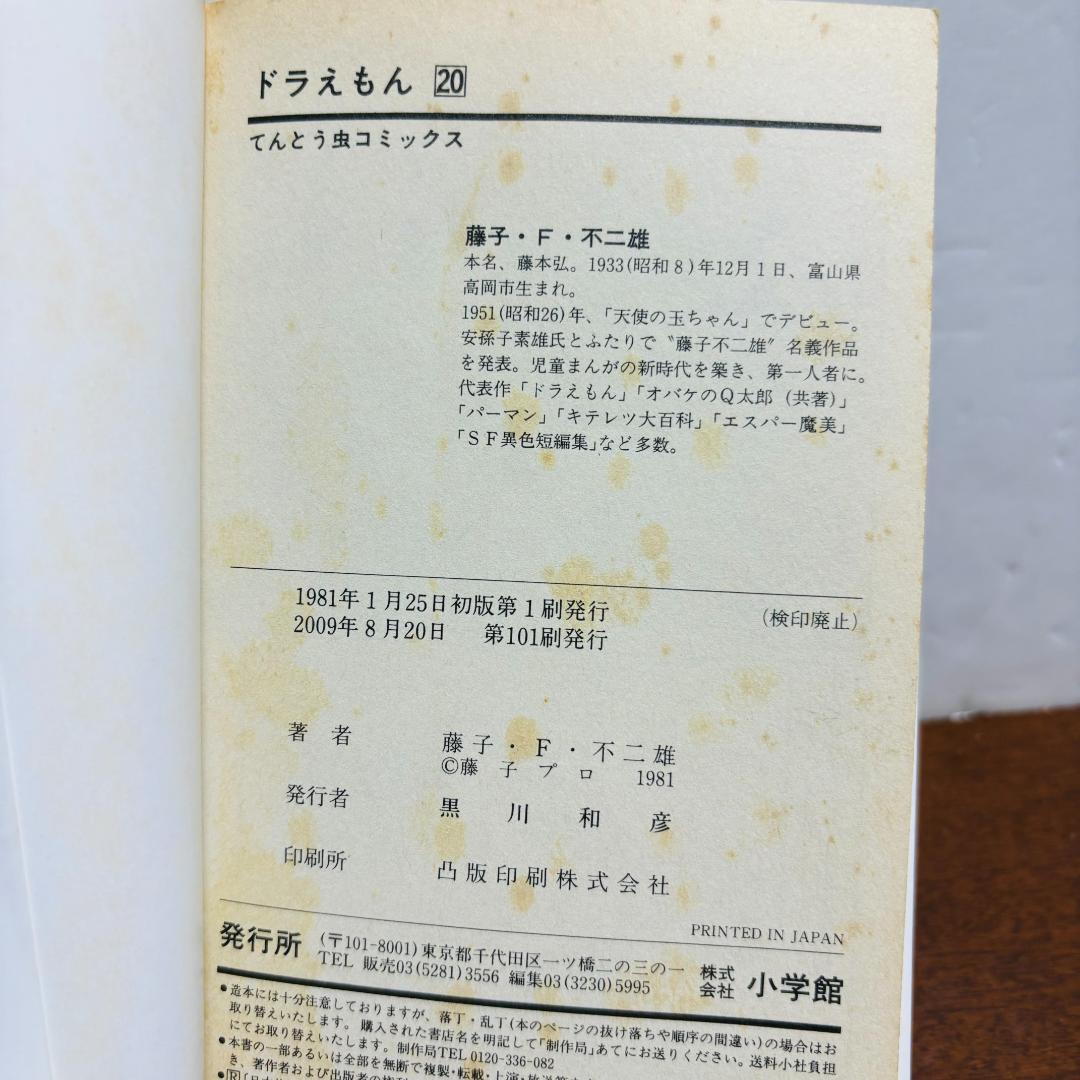 ドラえもん 20
てんとう虫コミックス
藤子・F・不二雄
本名、藤本弘。1933(昭和8)年12月1日、富山県
高岡市生まれ。
1951(昭和26)年、「天使の玉ちゃん」でデビュー。
安孫子素雄氏とふたりで〝藤子不二雄〟名義作品
を発表。児童まんがの新時代を築き、第一人者に。
代表作「ドラえもん」「オバケのQ太郎(共著)」
「パーマン」「キテレツ大百科」「エスパー魔美」
「SF異色短編集」など多数。
1981年1月25日初版第1刷発行
2009年8月20日 第101刷発行
(検印廃止)
著者 藤子・F・不二雄
©藤子プロ 1981
発行者 黒川和彦
印刷所 凸版印刷株式会社
PRINTED IN JAPAN
発行所 (〒101-8001)東京都千代田区一ツ橋二の三の一
TEL 販売03(5281)3556 編集03(3230)5995
株式会社 小学館
●造本には十分注意しておりますが、落丁・乱丁(本のページの抜け落ちや順序の間違い)の場合はお
取り替えいたします。購入された書店名を明記して「制作局」あてにお送りください。送料小社負担
にてお取り替えいたします。制作局TEL 0120-336-082
●本書の一部あるいは全部を無断で複製・転載・上演・放送等
き、著作者および出版者の権利